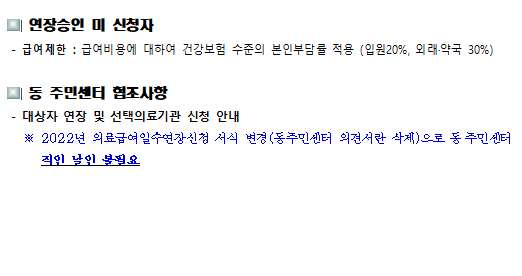 연장승인 미 신청자
- 급여제한 : 급여비용에 대하여 건강보험 수준의 본인부담률 적용 (입원20%, 외래·약국 30%)
동 주민센터 협조사항
- 대상자 연장 및 선택의료기관 신청 안내
※ 2022년 의료급여일수연장신청 서식 변경(동주민센터 의견서란 삭제)으로 동 주민센터
직인 날인 불필요